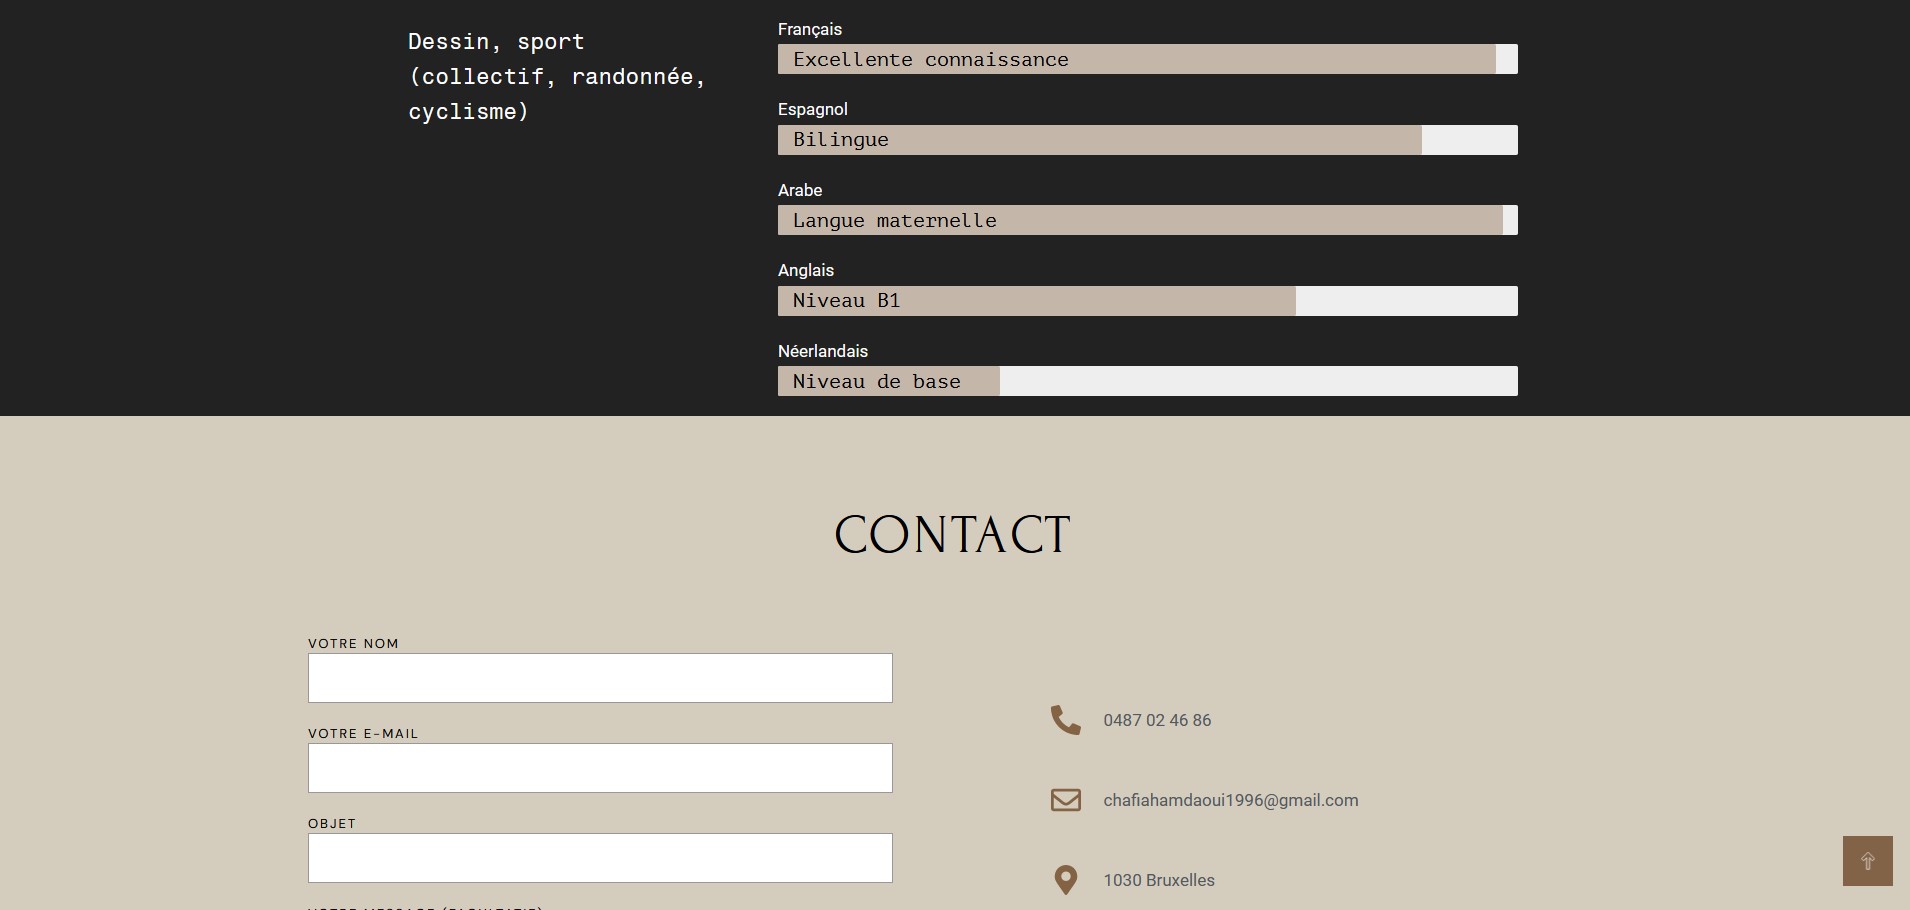 Dessin, sport
(collectif, randonnée,
cyclisme)
Français
Excellente connaissance
Espagnol
Bilingue
Arabe
Langue maternelle
Anglais
Niveau B1
Néerlandais
Niveau de base
CONTACT
VOTRE NOM
VOTRE E-MAIL
OBJET
0487 02 46 86
chafiahamdaoui1996@gmail.com
1030 Bruxelles